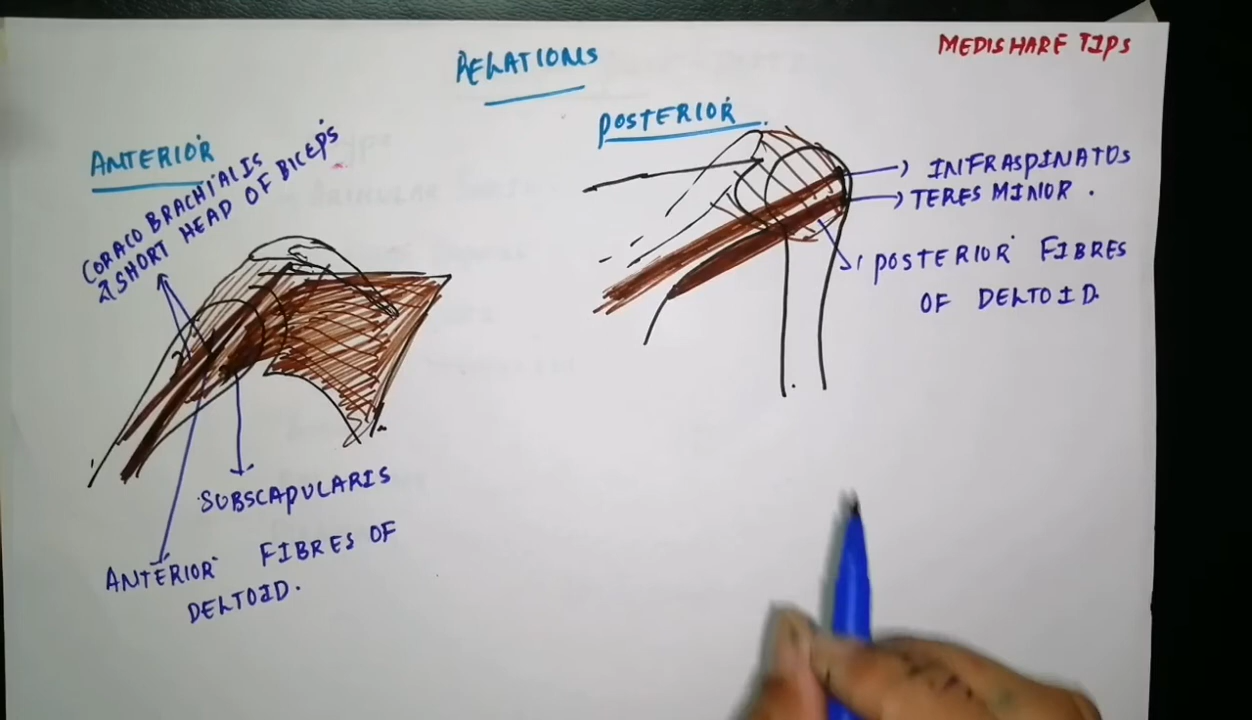 RELATIONS
MEDISHARE TIPS
ANTERIOR
CORACO BRACHIALIS
& SHORT HEAD OF BICEPS
SUBSCAPULARIS
ANTERIOR FIBRES OF
DELTOID.
POSTERIOR
INFRASPINATUS
TERES MINOR.
POSTERIOR FIBRES
OF DELTOID.